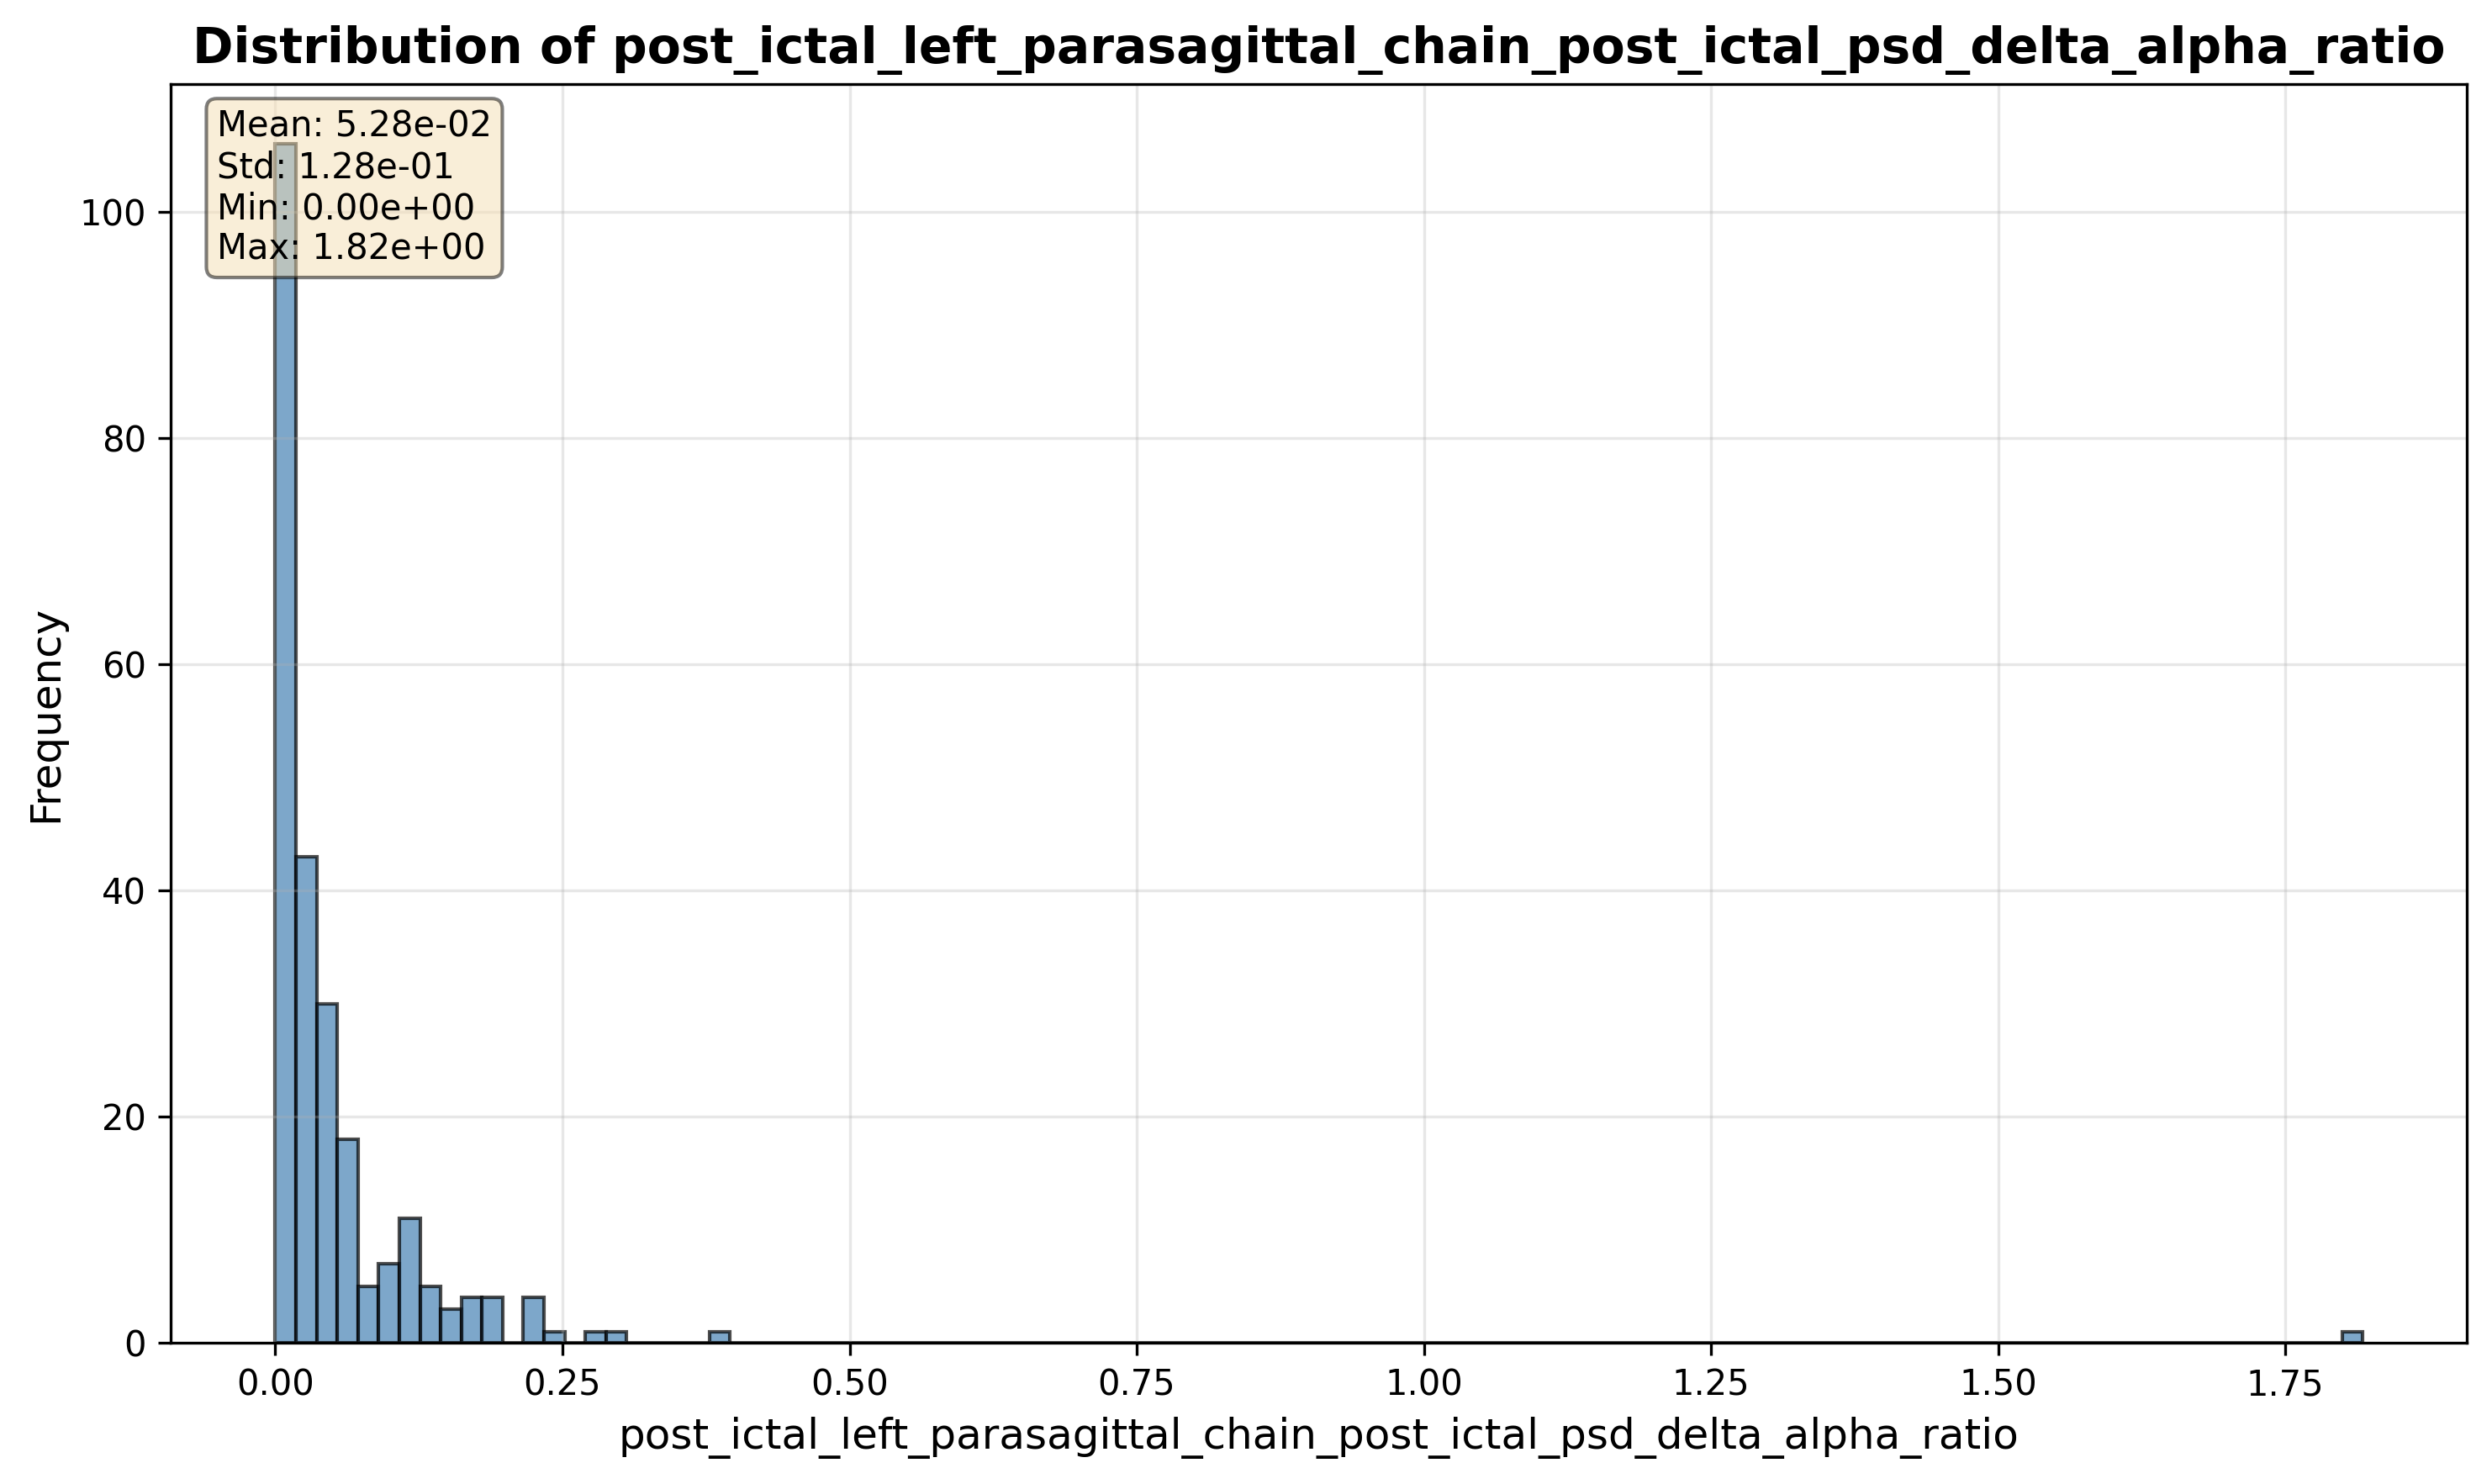 Distribution of post_ictal_left_parasagittal_chain_post_ictal_psd_delta_alpha_ratio
Mean: 5.28e-02
Std: 1.28e-01
Min: 0.00e+00
Max: 1.82e+00
Frequency
100
80
60
40
20
0
0.00 0.25 0.50 0.75 1.00 1.25 1.50 1.75
post_ictal_left_parasagittal_chain_post_ictal_psd_delta_alpha_ratio